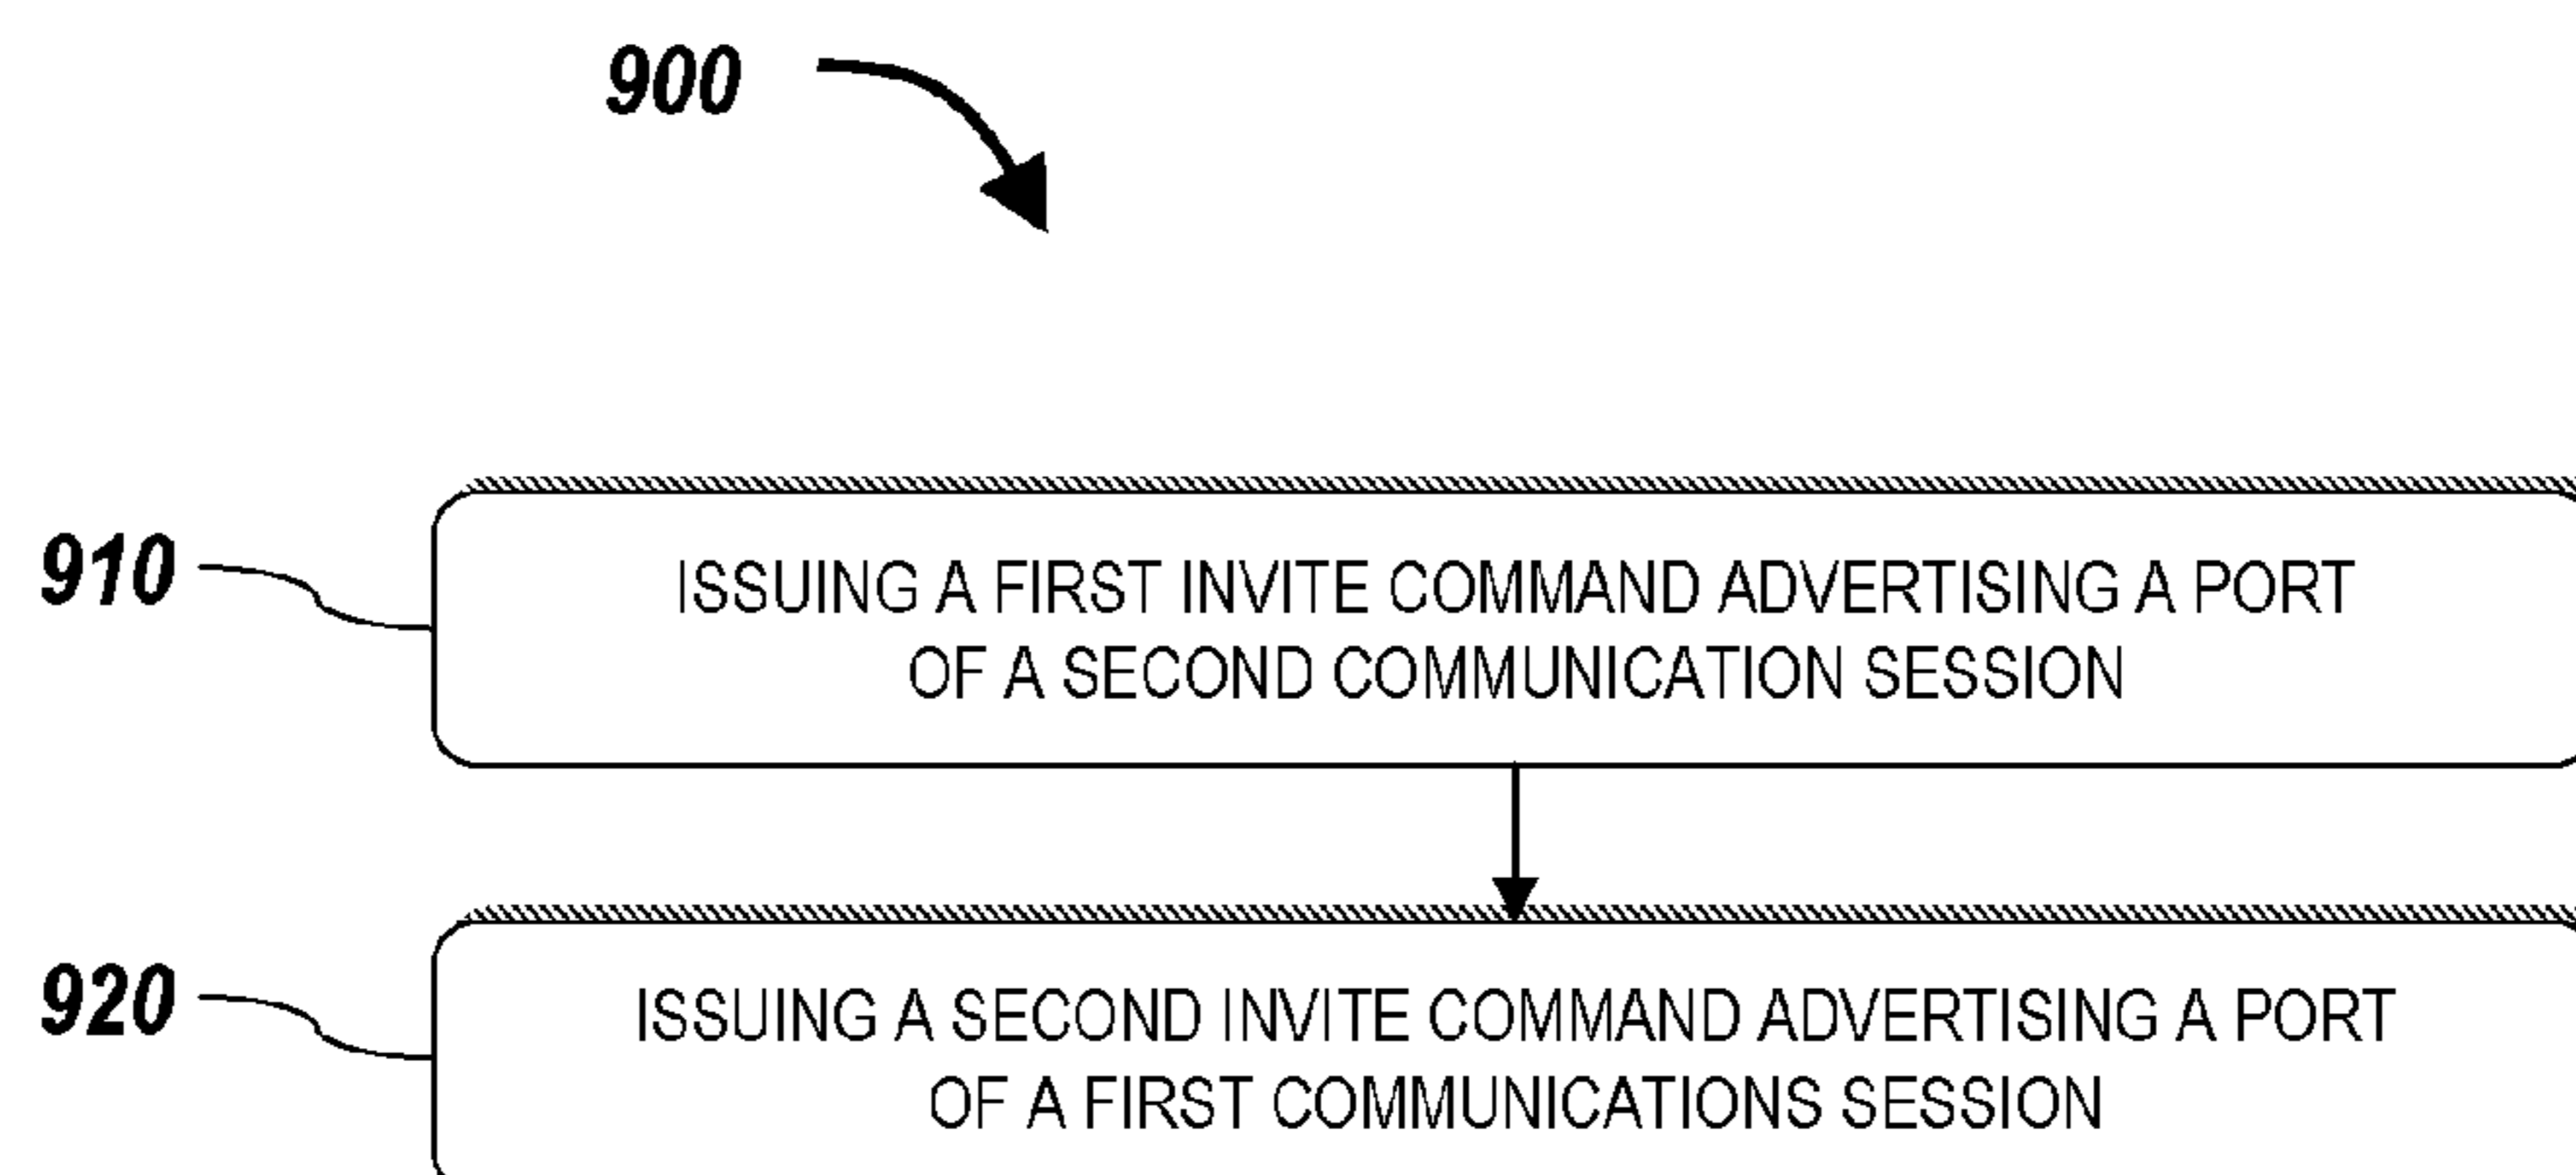 900
910
ISSUING A FIRST INVITE COMMAND ADVERTISING A PORT
OF A SECOND COMMUNICATION SESSION
920
ISSUING A SECOND INVITE COMMAND ADVERTISING A PORT
OF A FIRST COMMUNICATIONS SESSION